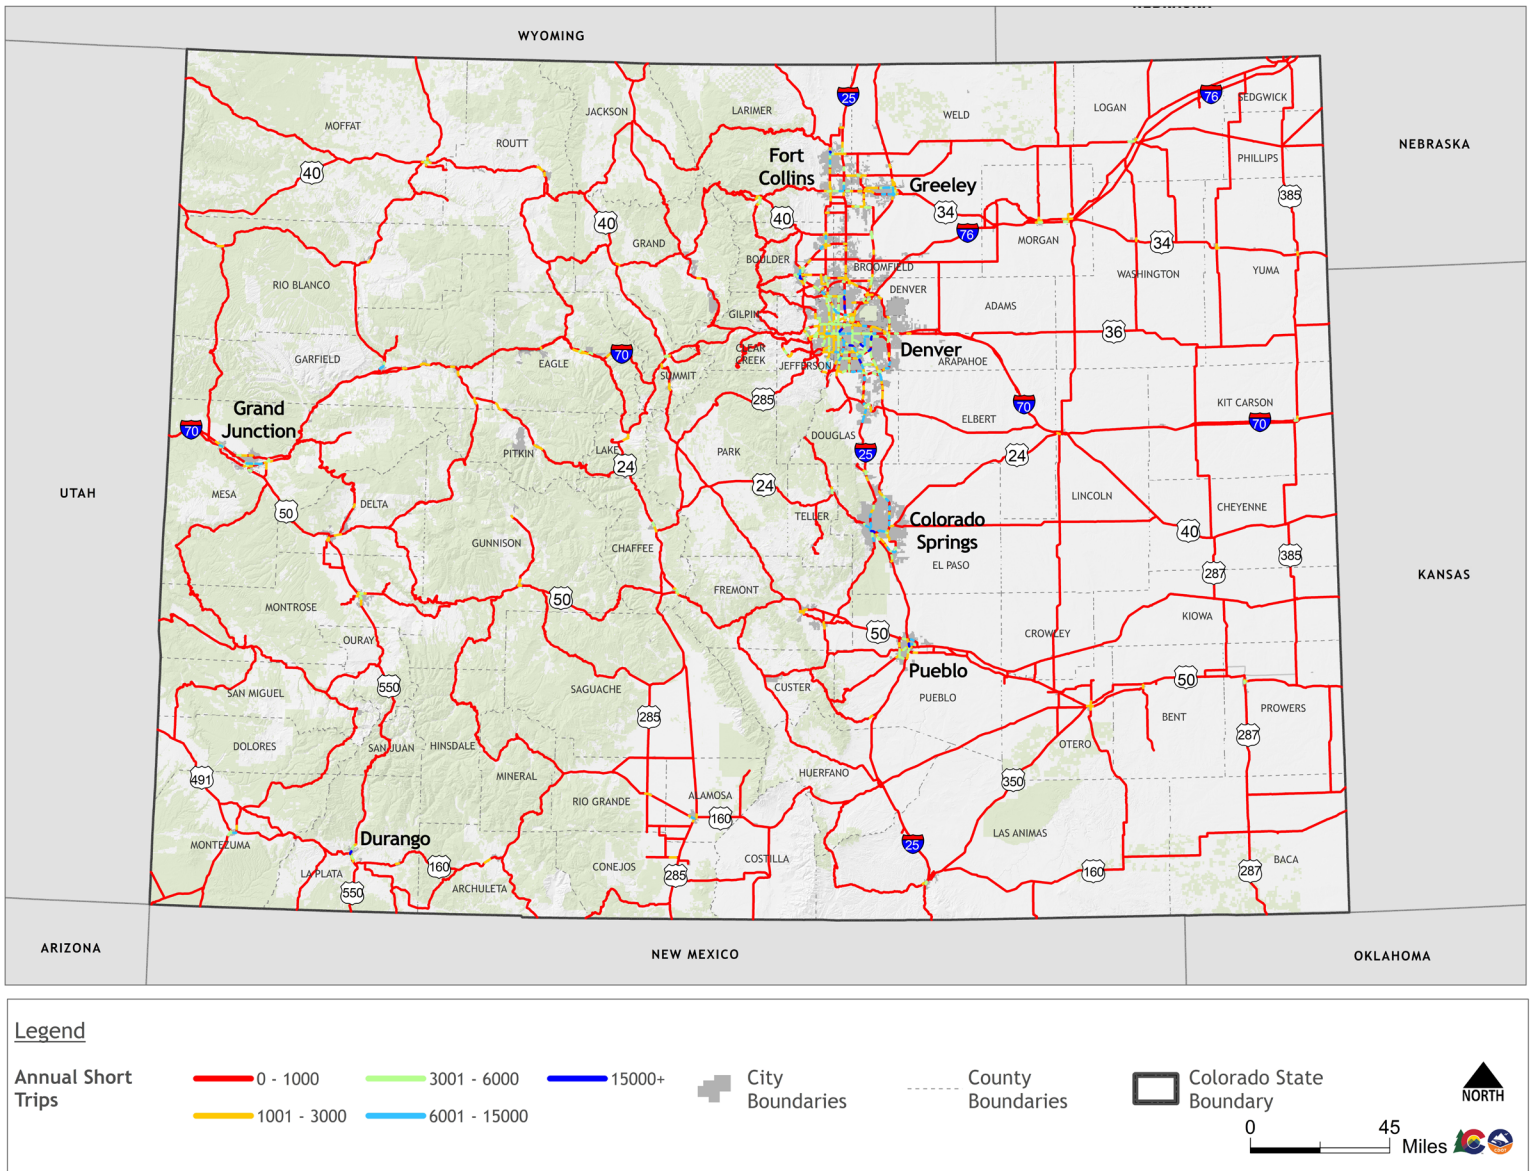 NEBRASKA
WYOMING
25
76
SEDGWICK
LOGAN
JACKSON
LARIMER
WELD
MOFFAT
ROUTT
NEBRASKA
PHILLIPS
Fort
Collins
40
Greeley
385
34
40
40
76
34
MORGAN
GRAND
BOULDER
BROOMFIELD
WASHINGTON
YUMA
RIO BLANCO
DENVER
ADAMS
GILPIN
36
Denver
CLEAR
CREEK
GARFIELD
EAGLE
70
JEFFERSON
ARAPAHOE
SUMMIT
285
70
KIT CARSON
Grand
Junction
ELBERT
70
70
DOUGLAS
PITKIN
LAKE
PARK
25
24
24
24
UTAH
MESA
DELTA
LINCOLN
50
TELLER
CHEYENNE
Colorado
Springs
40
GUNNISON
CHAFFEE
385
EL PASO
287
KANSAS
FREMONT
50
MONTROSE
KIOWA
OURAY
50
CROWLEY
Pueblo
50
550
SAN MIGUEL
SAGUACHE
CUSTER
PUEBLO
285
BENT
PROWERS
287
DOLORES
SAN JUAN
HINSDALE
OTERO
491
MINERAL
HUERFANO
350
RIO GRANDE
ALAMOSA
160
LAS ANIMAS
Durango
MONTEZUMA
25
160
CONEJOS
COSTILLA
BACA
LA PLATA
285
160
287
550
ARCHULETA
ARIZONA
NEW MEXICO
OKLAHOMA
Legend
Annual Short
Trips
0 - 1000
3001 - 6000
15000+
1001 - 3000
6001 - 15000
City
Boundaries
County
Boundaries
Colorado State
Boundary
NORTH
0
45
Miles